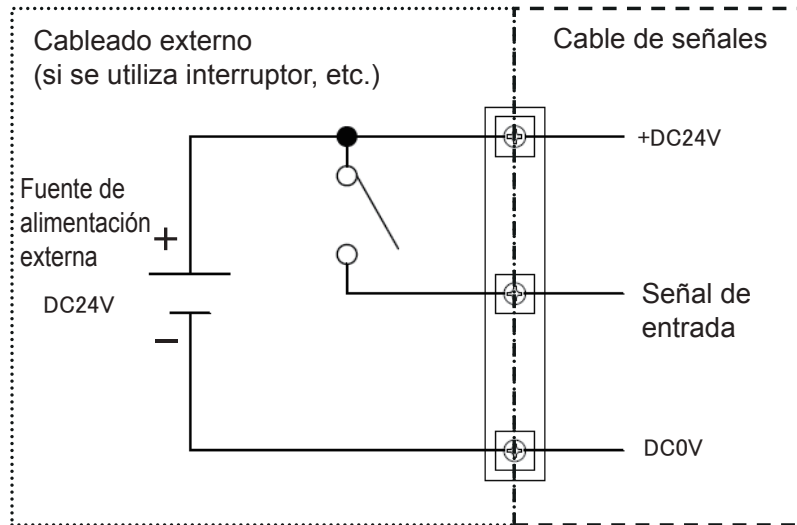 Cableado externo
(si se utiliza interruptor, etc.)
Cable de señales
+DC24V
Fuente de
alimentación
externa
+
DC24V
−
Señal de
entrada
DC0V